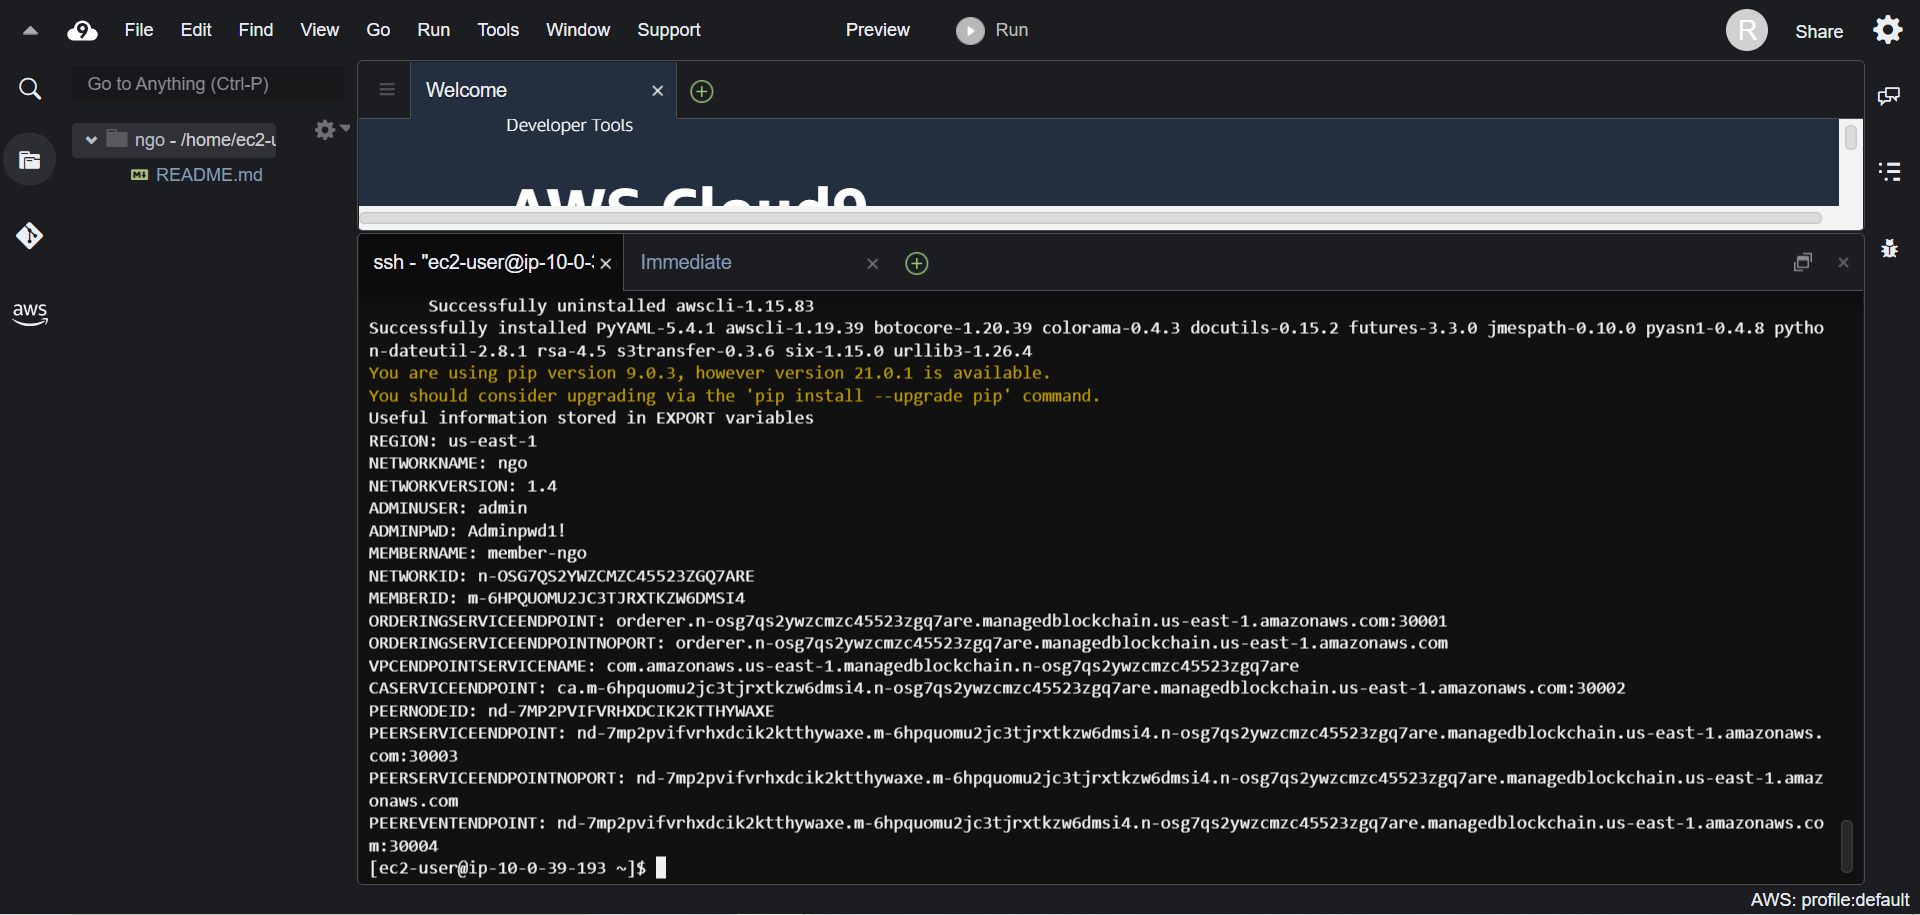 File Edit Find View Go Run Tools Window Support Preview Run R Share
Go to Anything (Ctrl-P)
ngo - /home/ec2-u
README.md
aws
Welcome
Developer Tools
AWS Cloud9
ssh - "ec2-user@ip-10-0-3 Immediate
Successfully uninstalled awscli-1.15.83
Successfully installed PyYAML-5.4.1 awscli-1.19.39 botocore-1.20.39 colorama-0.4.3 docutils-0.15.2 futures-3.3.0 jmespath-0.10.0 pyasn1-0.4.8 pytho
n-dateutil-2.8.1 rsa-4.5 s3transfer-0.3.6 six-1.15.0 urllib3-1.26.4
You are using pip version 9.0.3, however version 21.0.1 is available.
You should consider upgrading via the 'pip install --upgrade pip' command.
Useful information stored in EXPORT variables
REGION: us-east-1
NETWORKNAME: ngo
NETWORKVERSION: 1.4
ADMINUSER: admin
ADMINPWD: Adminpwd1!
MEMBERNAME: member-ngo
NETWORKID: n-OSG7QS2YWZCMZC45523ZGQ7ARE
MEMBERID: m-6HPQUOMU2JC3TJRXTKZW6DMSI4
ORDERINGSERVICEENDPOINT: orderer.n-osg7qs2ywzcmzc45523zgq7are.managedblockchain.us-east-1.amazonaws.com:30001
ORDERINGSERVICEENDPOINTNOPORT: orderer.n-osg7qs2ywzcmzc45523zgq7are.managedblockchain.us-east-1.amazonaws.com
VPCENDPOINTSERVICENAME: com.amazonaws.us-east-1.managedblockchain.n-osg7qs2ywzcmzc45523zgq7are
CASERVICEENDPOINT: ca.m-6hpquomu2jc3tjrxtkzw6dmsi4.n-osg7qs2ywzcmzc45523zgq7are.managedblockchain.us-east-1.amazonaws.com:30002
PEERNODEID: nd-7MP2PVIFVRHXDCIK2KTTHYWAXE
PEERSERVICEENDPOINT: nd-7mp2pvifvrhxdcik2ktthywaxe.m-6hpquomu2jc3tjrxtkzw6dmsi4.n-osg7qs2ywzcmzc45523zgq7are.managedblockchain.us-east-1.amazonaws.
com:30003
PEERSERVICEENDPOINTNOPORT: nd-7mp2pvifvrhxdcik2ktthywaxe.m-6hpquomu2jc3tjrxtkzw6dmsi4.n-osg7qs2ywzcmzc45523zgq7are.managedblockchain.us-east-1.amaz
onaws.com
PEEREVENTENDPOINT: nd-7mp2pvifvrhxdcik2ktthywaxe.m-6hpquomu2jc3tjrxtkzw6dmsi4.n-osg7qs2ywzcmzc45523zgq7are.managedblockchain.us-east-1.amazonaws.co
m:30004
[ec2-user@ip-10-0-39-193 ~]$
AWS: profile:default